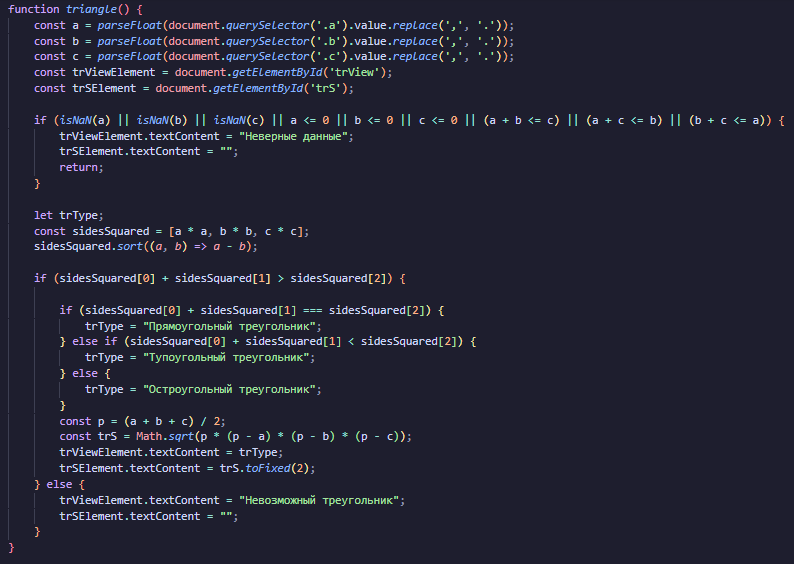 function triangle() {
    const a = parseFloat(document.querySelector('.a').value.replace(',', '.'));
    const b = parseFloat(document.querySelector('.b').value.replace(',', '.'));
    const c = parseFloat(document.querySelector('.c').value.replace(',', '.'));
    const trViewElement = document.getElementById('trView');
    const trSElement = document.getElementById('trS');

    if (isNaN(a) || isNaN(b) || isNaN(c) || a <= 0 || b <= 0 || c <= 0 || (a + b <= c) || (a + c <= b) || (b + c <= a)) {
        trViewElement.textContent = "Неверные данные";
        trSElement.textContent = "";
        return;
    }

    let trType;
    const sidesSquared = [a * a, b * b, c * c];
    sidesSquared.sort((a, b) => a - b);

    if (sidesSquared[0] + sidesSquared[1] > sidesSquared[2]) {

        if (sidesSquared[0] + sidesSquared[1] === sidesSquared[2]) {
            trType = "Прямоугольный треугольник";
        } else if (sidesSquared[0] + sidesSquared[1] < sidesSquared[2]) {
            trType = "Тупоугольный треугольник";
        } else {
            trType = "Остроугольный треугольник";
        }
        const p = (a + b + c) / 2;
        const trS = Math.sqrt(p * (p - a) * (p - b) * (p - c));
        trViewElement.textContent = trType;
        trSElement.textContent = trS.toFixed(2);
    } else {
        trViewElement.textContent = "Невозможный треугольник";
        trSElement.textContent = "";
    }
}